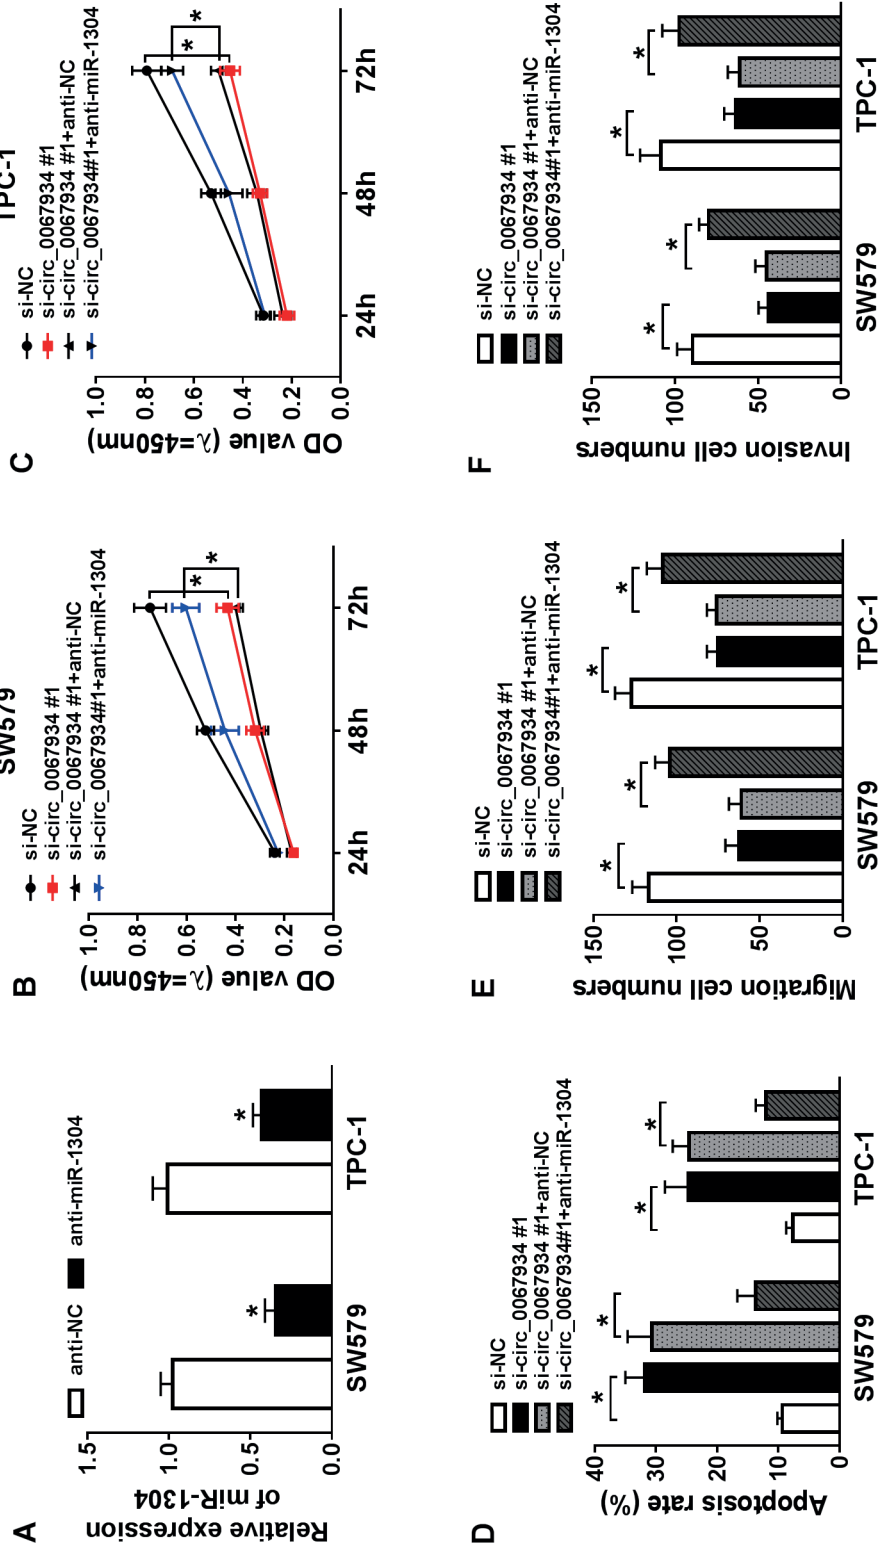 A
Relative expression
of miR-1304
1.5
1.0
0.5
0.0
anti-NC
anti-miR-1304
*
*
SW579
TPC-1
B
SW579
OD value (λ=450nm)
1.0
0.8
0.6
0.4
0.2
0.0
si-NC
si-circ_0067934 #1
si-circ_0067934 #1+anti-NC
si-circ_0067934#1+anti-miR-1304
*
*
24h
48h
72h
C
TPC-1
OD value (λ=450nm)
1.0
0.8
0.6
0.4
0.2
0.0
si-NC
si-circ_0067934 #1
si-circ_0067934 #1+anti-NC
si-circ_0067934#1+anti-miR-1304
*
*
24h
48h
72h
D
Apoptosis rate (%)
40
30
20
10
0
si-NC
si-circ_0067934 #1
si-circ_0067934 #1+anti-NC
si-circ_0067934#1+anti-miR-1304
*
*
*
*
SW579
TPC-1
E
Migration cell numbers
150
100
50
0
si-NC
si-circ_0067934 #1
si-circ_0067934 #1+anti-NC
si-circ_0067934#1+anti-miR-1304
*
*
*
*
SW579
TPC-1
F
Invasion cell numbers
150
100
50
0
si-NC
si-circ_0067934 #1
si-circ_0067934 #1+anti-NC
si-circ_0067934#1+anti-miR-1304
*
*
*
*
SW579
TPC-1